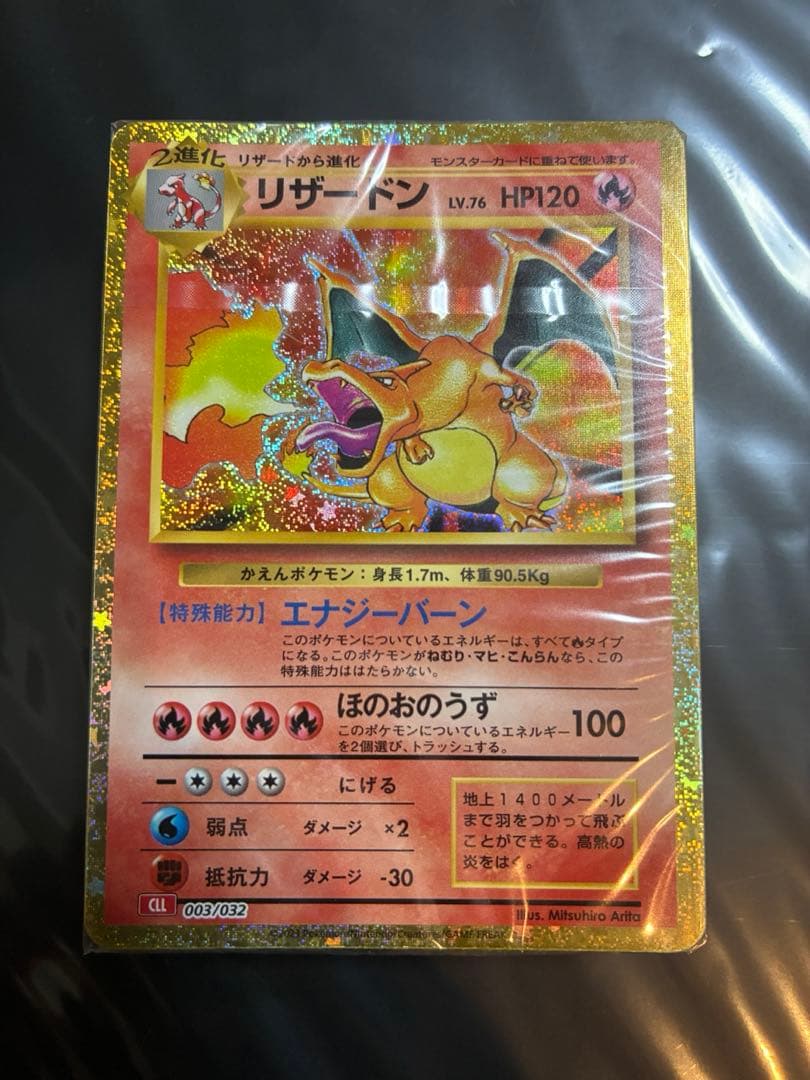 2進化 リザードから進化 モンスターカードに重ねて使います。
リザードン LV.76 HP120
かえんポケモン：身長1.7m、体重90.5Kg
【特殊能力】エナジーバーン
このポケモンについているエネルギーは、すべてタイプ
になる。このポケモンがねむり・マヒ・こんらんなら、この
特殊能力ははたらかない。
ほのおのうず 100
このポケモンについているエネルギー
を2個選び、トラッシュする。
にげる
弱点 ダメージ ×2
抵抗力 ダメージ -30
地上1400メートル
まで羽をつかって飛ぶ
ことができる。高熱の
炎をはく。
CLL 003/032
Illus. Mitsuhiro Arita
©2023 Pokémon/Nintendo/Creatures/GAME FREAK